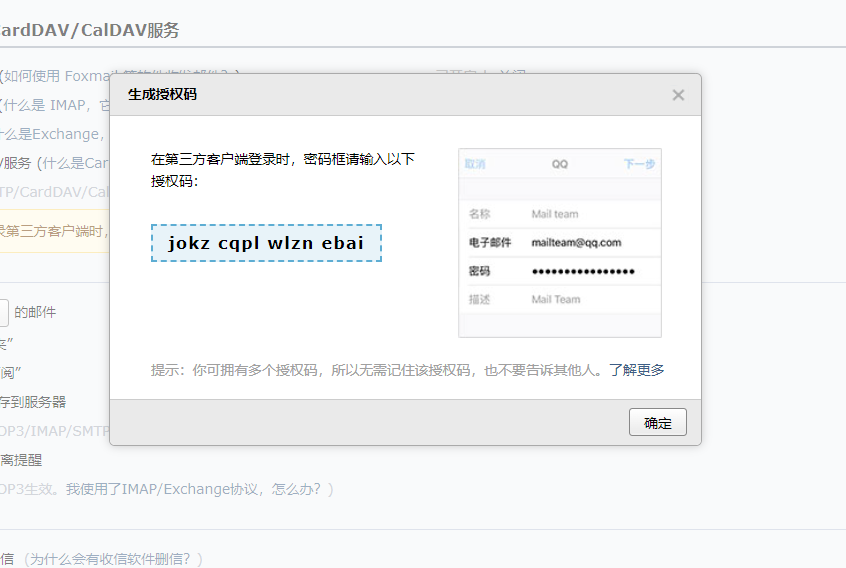 ardDAV/CalDAV服务
(如何使用 Foxma
(什么是 IMAP，它
什么是Exchange，
服务 (什么是Car
TP/CardDAV/Cal
录第三方客户端时，
生成授权码
×
在第三方客户端登录时，密码框请输入以下
授权码：
jokz cqpl wlzn ebai
取消 QQ 下一步
名称 Mail team
电子邮件 mailteam@qq.com
密码 ●●●●●●●●●●●●●●●●
描述 Mail Team
提示：你可拥有多个授权码，所以无需记住该授权码，也不要告诉其他人。了解更多
确定
的邮件
来”
阅”
存到服务器
OP3/IMAP/SMTP
离提醒
OP3生效。我使用了IMAP/Exchange协议，怎么办？)
信 (为什么会有收信软件删信？)